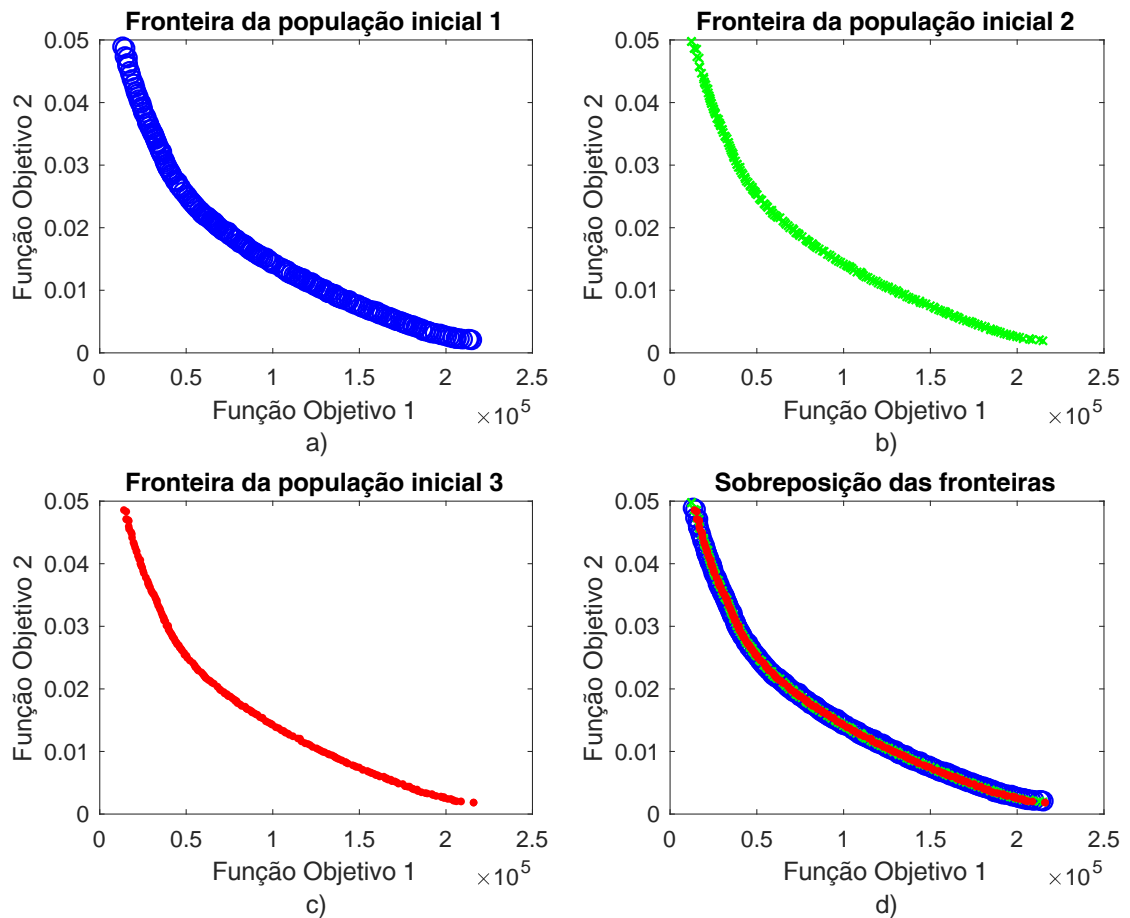 Fronteira da população inicial 1
Função Objetivo 2
0.05
0.04
0.03
0.02
0.01
0
0 0.5 1 1.5 2 2.5
Função Objetivo 1 ×10^5
a)
Fronteira da população inicial 2
Função Objetivo 2
0.05
0.04
0.03
0.02
0.01
0
0 0.5 1 1.5 2 2.5
Função Objetivo 1 ×10^5
b)
Fronteira da população inicial 3
Função Objetivo 2
0.05
0.04
0.03
0.02
0.01
0
0 0.5 1 1.5 2 2.5
Função Objetivo 1 ×10^5
c)
Sobreposição das fronteiras
Função Objetivo 2
0.05
0.04
0.03
0.02
0.01
0
0 0.5 1 1.5 2 2.5
Função Objetivo 1 ×10^5
d)